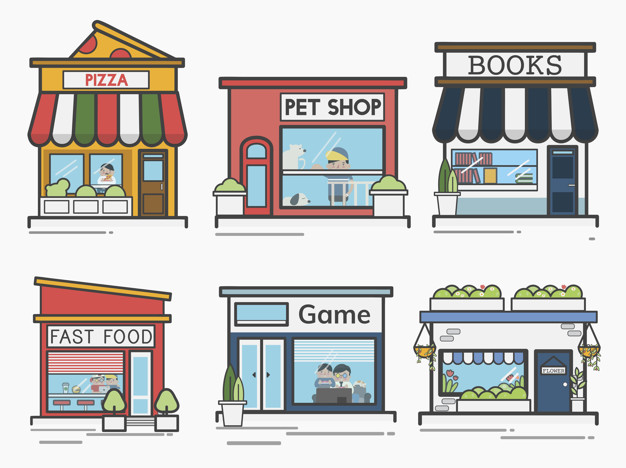 PIZZA
PET SHOP
BOOKS
FAST FOOD
Game
FLOWER